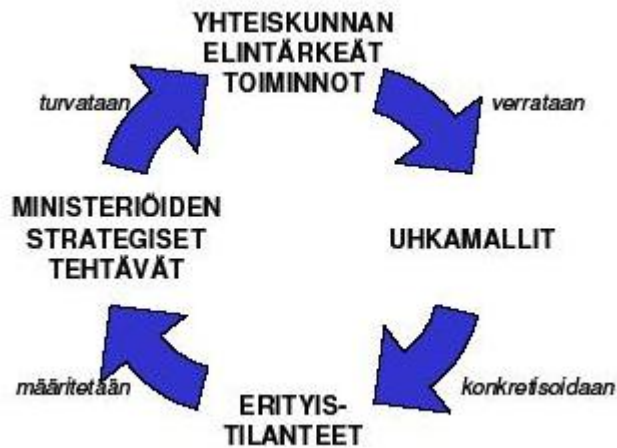 YHTEISKUNNAN
ELINTÄRKEÄT
TOIMINNOT
turvataan
verrataan
MINISTERIÖIDEN
STRATEGISET
TEHTÄVÄT
UHKAMALLIT
määritetään
konkretisoidaan
ERITYIS-
TILANTEET